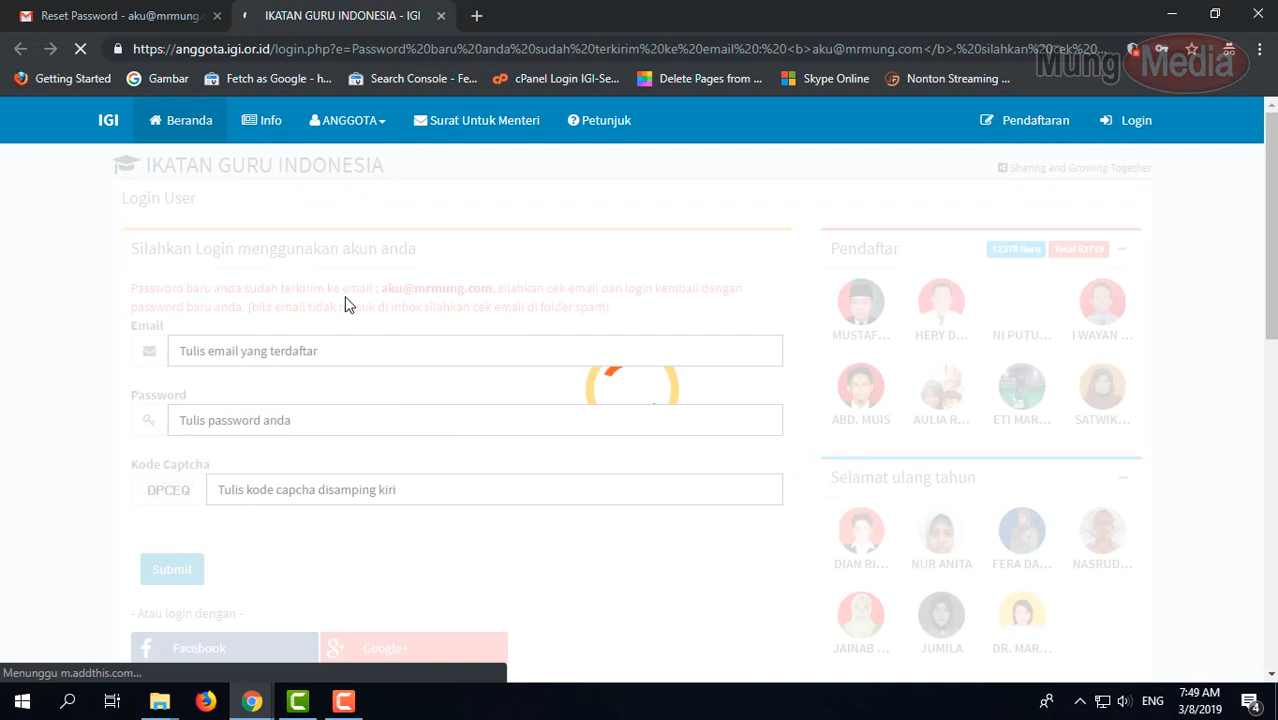 Reset Password - aku@mrmung.
IKATAN GURU INDONESIA - IGI
https://anggota.igi.or.id/login.php?e=Password%20baru%20anda%20sudah%20terkirim%20ke%20email%20:%20<b>aku@mrmung.com</b>,%20silahkan%20cek%20...
Getting Started
Gambar
Fetch as Google - h...
Search Console - Fe...
cPanel Login IGI-Se...
Delete Pages from ...
Skype Online
Nonton Streaming ...
Mung Media
IGI
Beranda
Info
ANGGOTA
Surat Untuk Menteri
Petunjuk
Pendaftaran
Login
IKATAN GURU INDONESIA
Sharing and Growing Together
Login User
Silahkan Login menggunakan akun anda
Password baru anda sudah terkirim ke email : aku@mrmung.com, silahkan cek email dan login kembali dengan
password baru anda. (bila email tidak masuk di inbox silahkan cek email di folder spam)
Email
Tulis email yang terdaftar
Password
Tulis password anda
Kode Captcha
DPCEQ
Tulis kode capcha disamping kiri
Submit
- Atau login dengan -
Facebook
Google+
Pendaftar
12378 Baru
Total 63715
MUSTAF...
HERY D...
NI PUTU...
I WAYAN ...
ABD. MUIS
AULIA R...
ETI MAR...
SATWIK...
Selamat ulang tahun
DIAN RI...
NUR ANITA
FERA DA...
NASRUD...
JAINAB ...
JUMILA
DR. MAR...
Menunggu m.addthis.com...
ENG
7:49 AM
3/8/2019
4